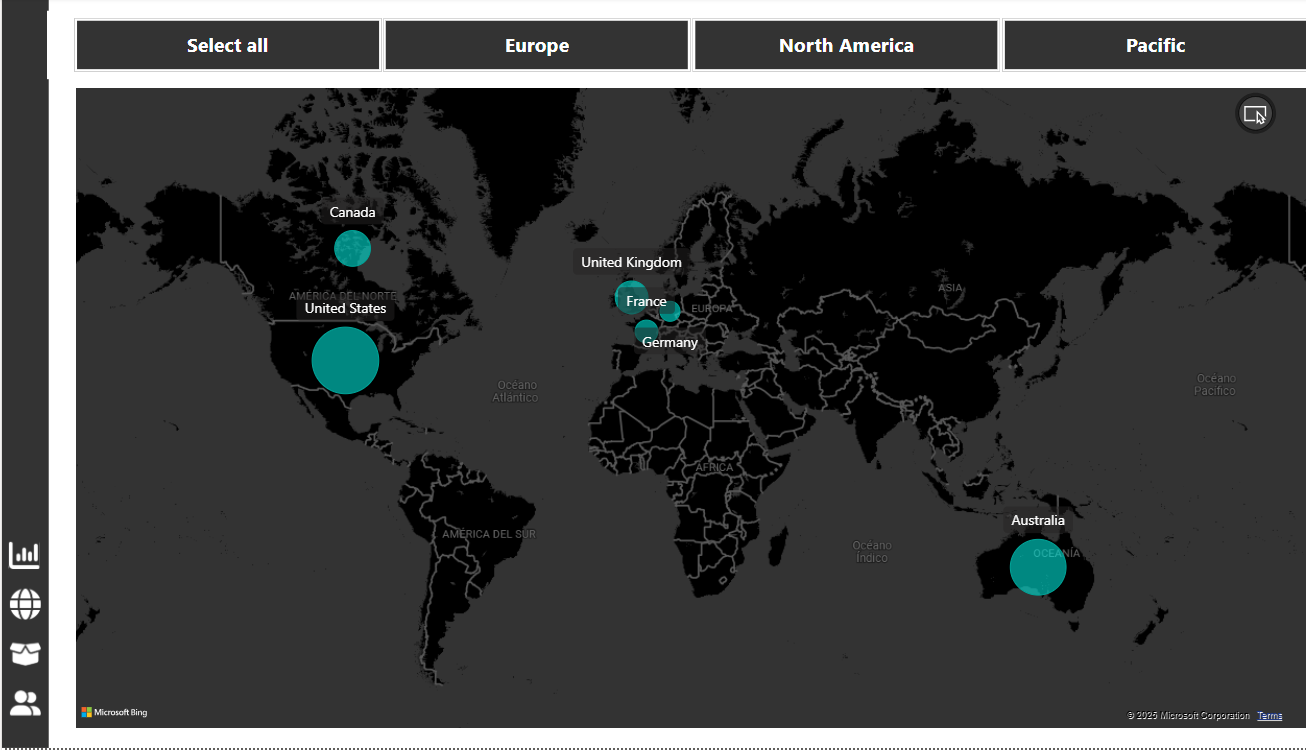 Select all
Europe
North America
Pacific
Canada
United Kingdom
AMÉRICA DEL NORTE
United States
France
EUROPA
ASIA
Germany
Océano
Atlántico
Océano
Pacífico
ÁFRICA
Australia
AMÉRICA DEL SUR
Océano
Índico
OCEANÍA
Microsoft Bing
© 2025 Microsoft Corporation Terms